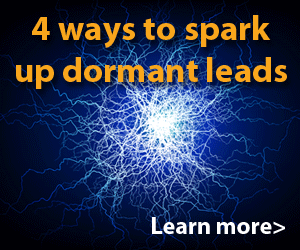 4 ways to spark
up dormant leads
Learn more>